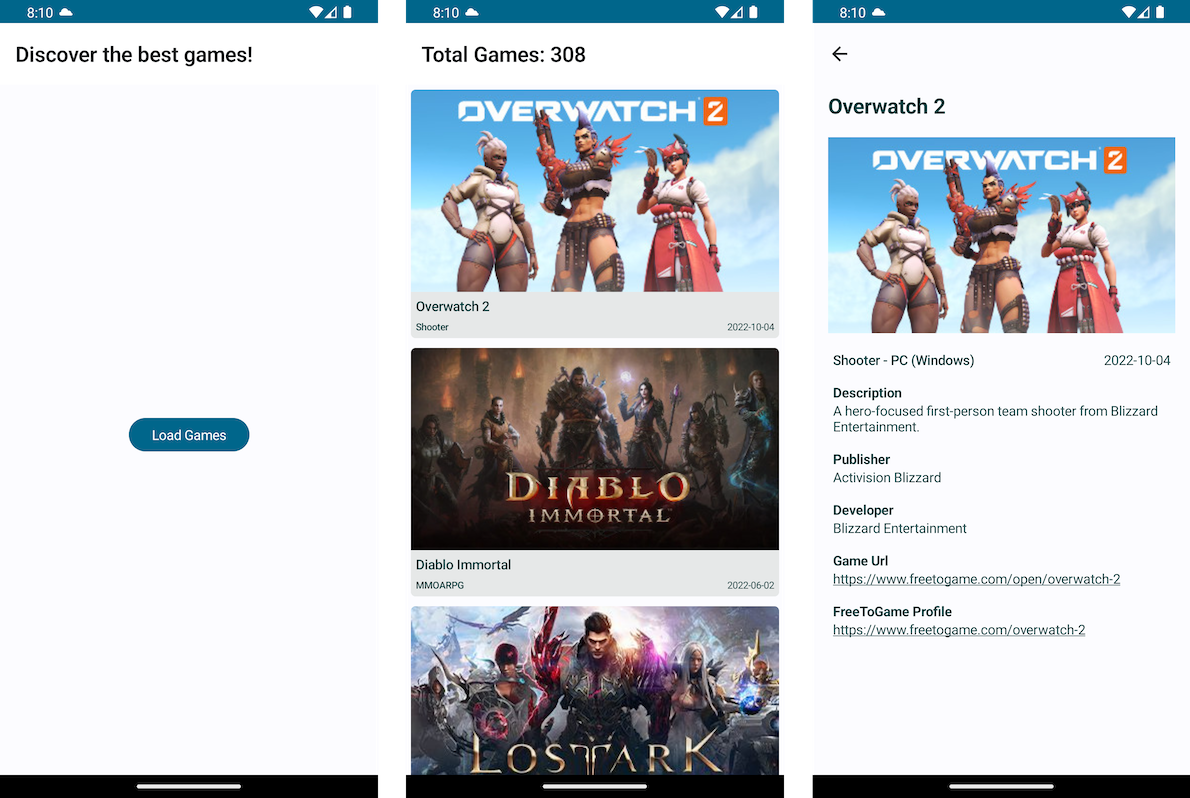 8:10
Discover the best games!
Load Games
8:10
Total Games: 308
OVERWATCH 2
Overwatch 2
Shooter 2022-10-04
DIABLO
IMMORTAL
Diablo Immortal
MMOARPG 2022-06-02
LOST ARK
8:10
Overwatch 2
OVERWATCH 2
Shooter - PC (Windows) 2022-10-04
Description
A hero-focused first-person team shooter from Blizzard
Entertainment.
Publisher
Activision Blizzard
Developer
Blizzard Entertainment
Game Url
https://www.freetogame.com/open/overwatch-2
FreeToGame Profile
https://www.freetogame.com/overwatch-2